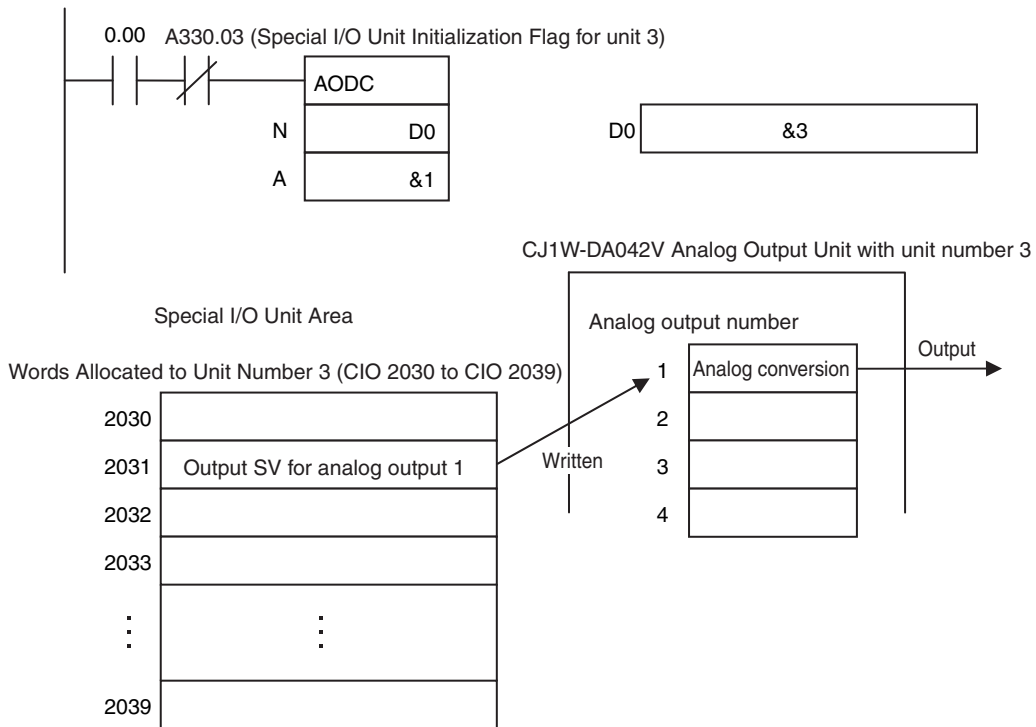 0.00 A330.03 (Special I/O Unit Initialization Flag for unit 3)
AODC
N D0
A &1
D0 &3
CJ1W-DA042V Analog Output Unit with unit number 3
Special I/O Unit Area
Analog output number
Words Allocated to Unit Number 3 (CIO 2030 to CIO 2039)
1 Analog conversion Output
2030
2
2031 Output SV for analog output 1
Written
3
2032
4
2033
2039